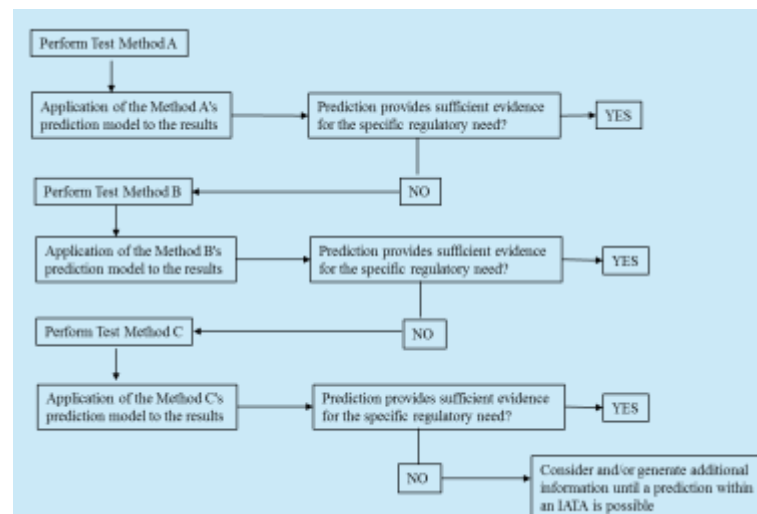 Perform Test Method A
Application of the Method A's
prediction model to the results
Prediction provides sufficient evidence
for the specific regulatory need?
YES
NO
Perform Test Method B
Application of the Method B's
prediction model to the results
Prediction provides sufficient evidence
for the specific regulatory need?
YES
NO
Perform Test Method C
Application of the Method C's
prediction model to the results
Prediction provides sufficient evidence
for the specific regulatory need?
YES
NO
Consider and/or generate additional
information until a prediction within
an IATA is possible